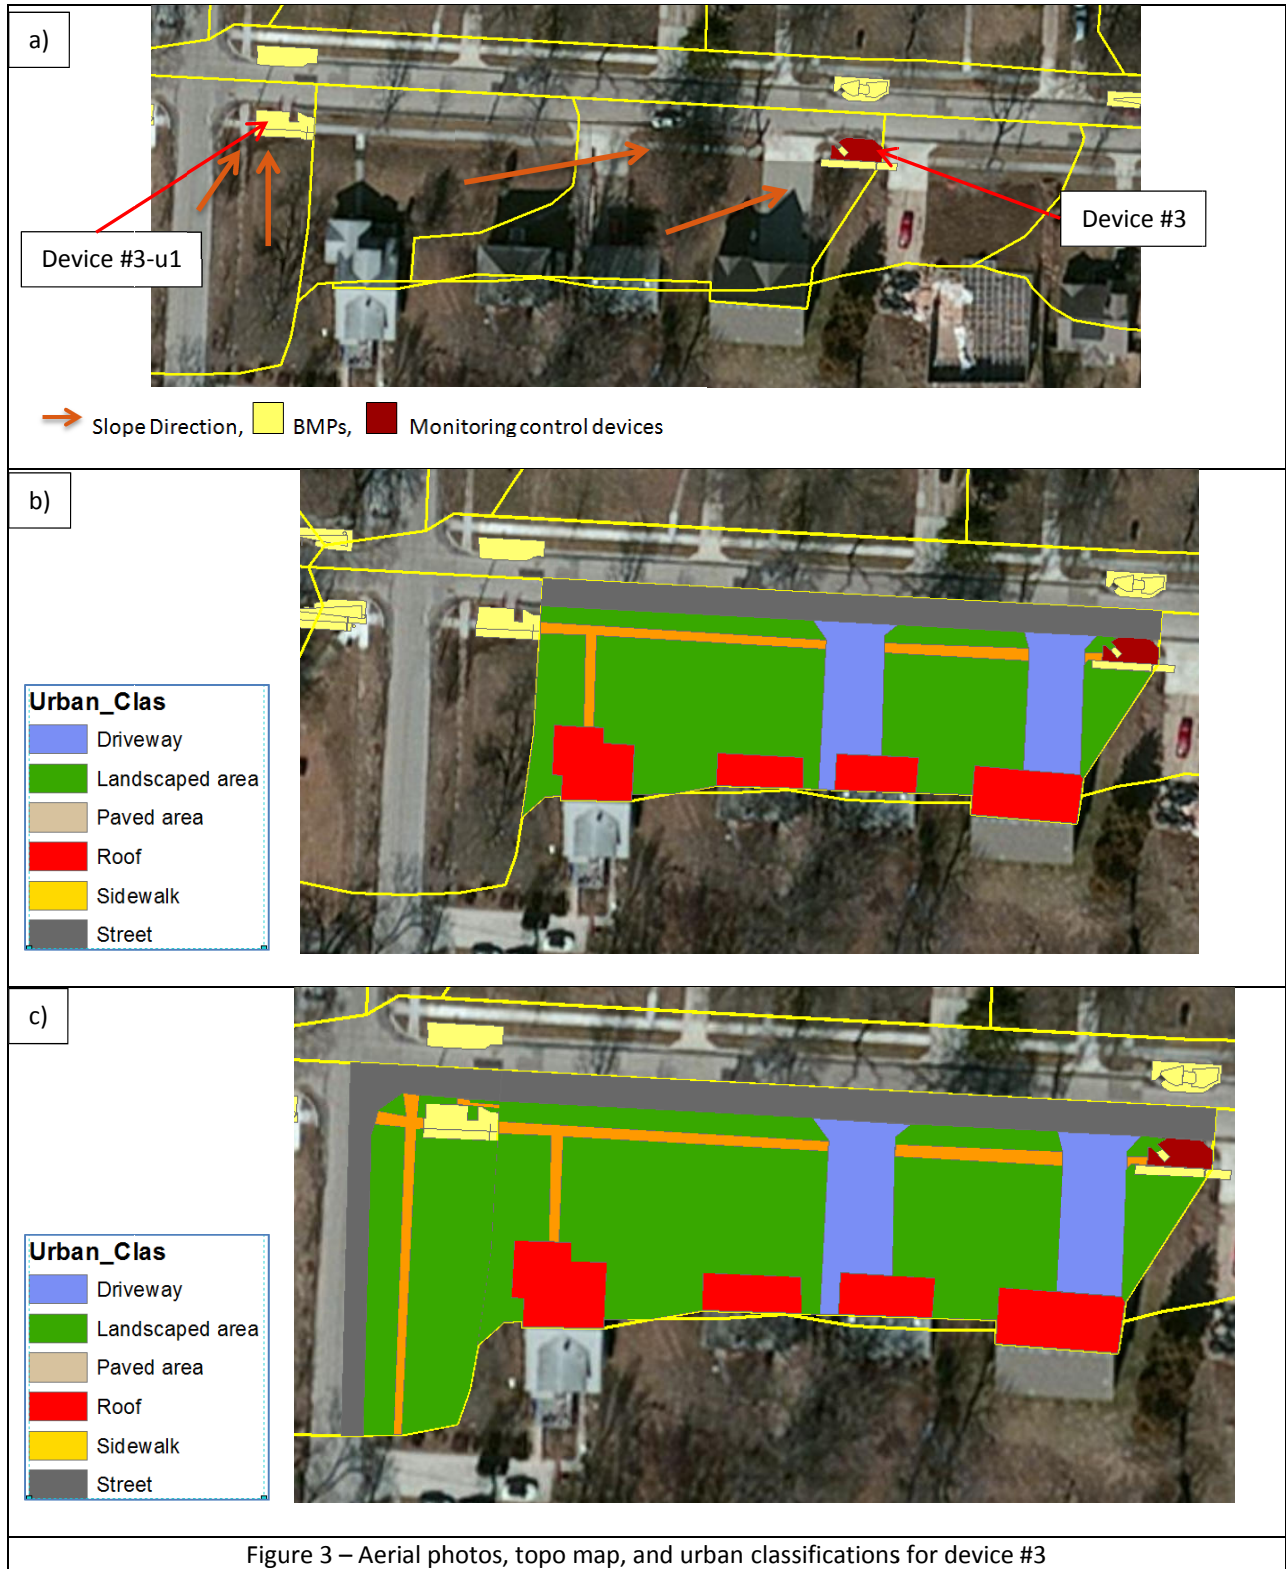 a)
Device #3-u1
Device #3
Slope Direction, BMPs, Monitoring control devices
b)
Urban_Clas
Driveway
Landscaped area
Paved area
Roof
Sidewalk
Street
c)
Urban_Clas
Driveway
Landscaped area
Paved area
Roof
Sidewalk
Street
Figure 3 – Aerial photos, topo map, and urban classifications for device #3